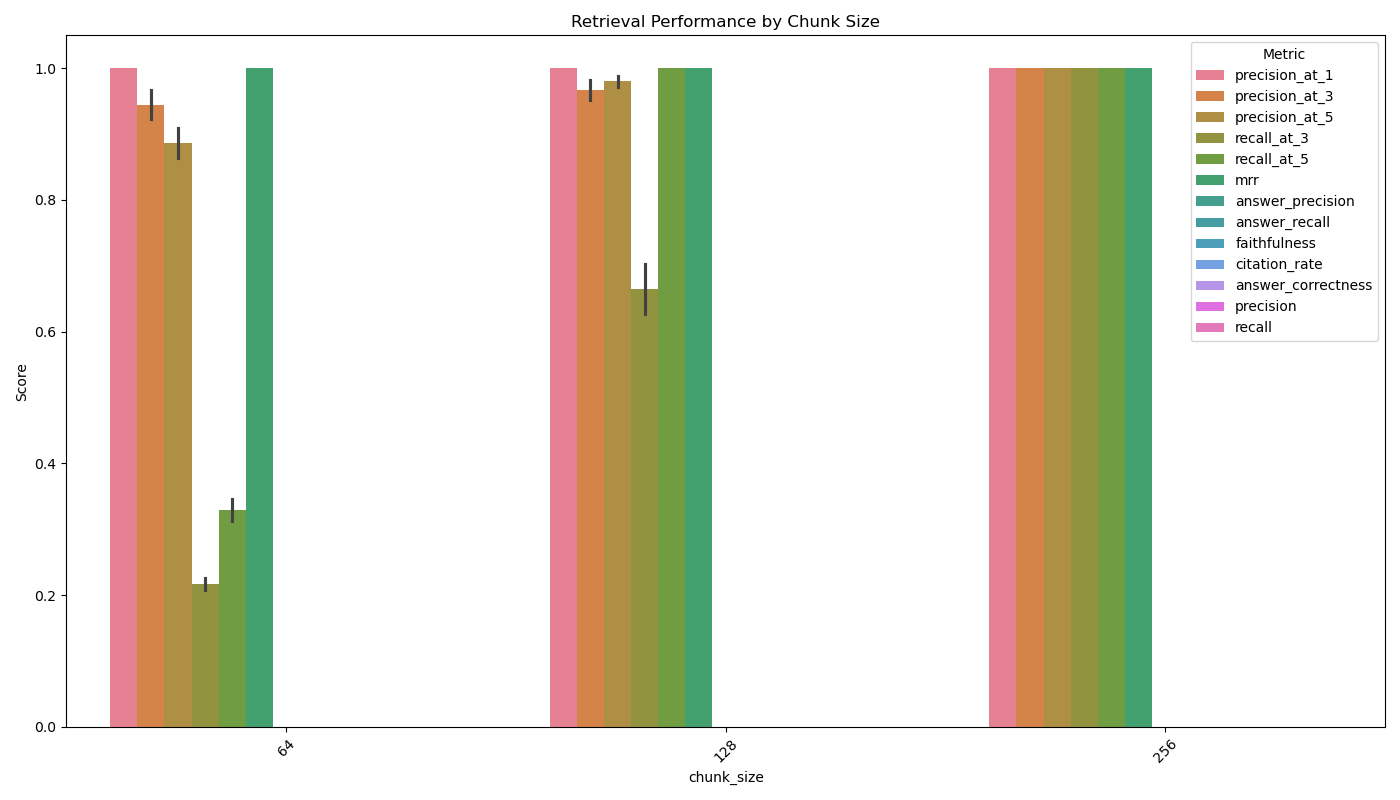 Retrieval Performance by Chunk Size
Metric
precision_at_1
precision_at_3
precision_at_5
recall_at_3
recall_at_5
mrr
answer_precision
answer_recall
faithfulness
citation_rate
answer_correctness
precision
recall
Score
1.0
0.8
0.6
0.4
0.2
0.0
64
128
256
chunk_size